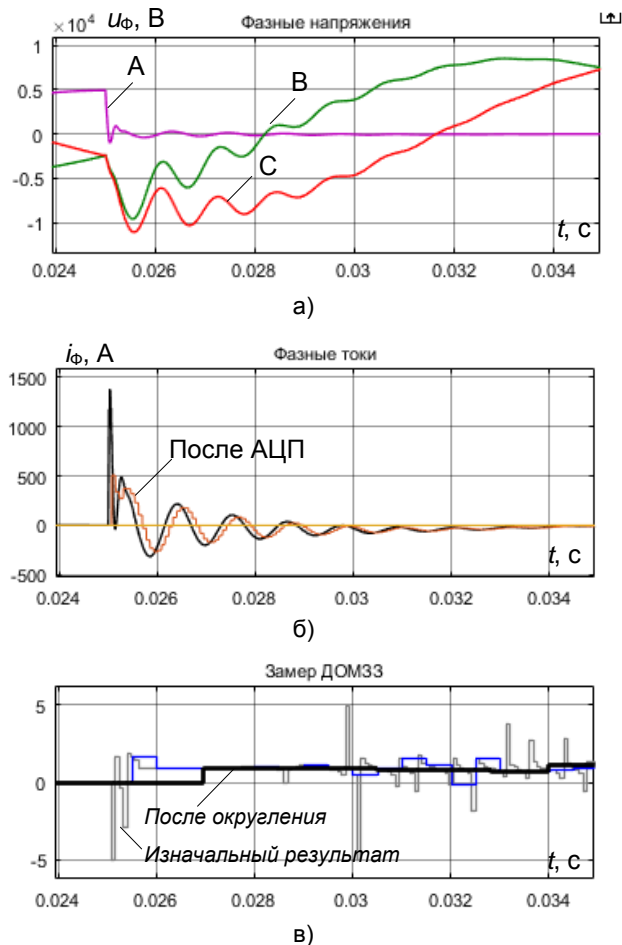 ×10⁴
uФ, В
Фазные напряжения
1
0.5
0
-0.5
-1
A
B
C
t, с
0.024 0.026 0.028 0.03 0.032 0.034
а)
iФ, А
Фазные токи
1500
1000
500
0
-500
После АЦП
t, с
0.024 0.026 0.028 0.03 0.032 0.034
б)
Замер ДОМЗЗ
5
0
-5
После округления
Изначальный результат
t, с
0.024 0.026 0.028 0.03 0.032 0.034
в)